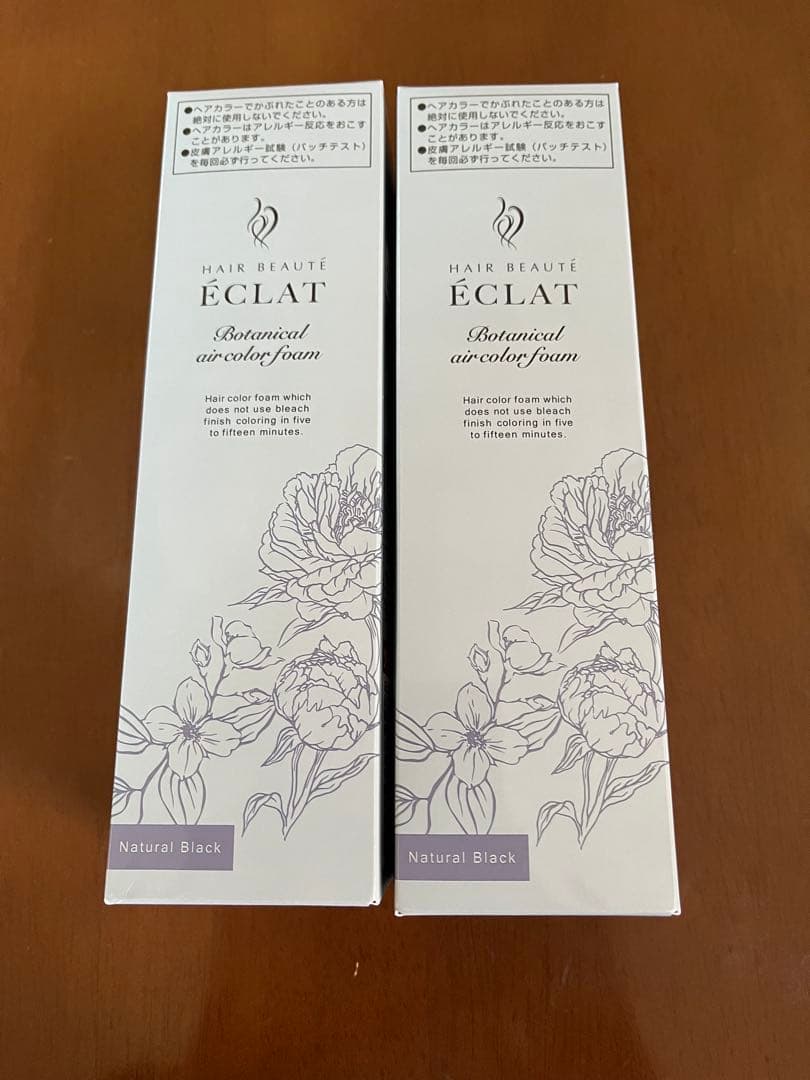 ●ヘアカラーでかぶれたことのある方は
絶対に使用しないでください。
●ヘアカラーはアレルギー反応をおこす
ことがあります。
●皮膚アレルギー試験（パッチテスト）
を毎回必ず行ってください。
HAIR BEAUTÉ
ÉCLAT
Botanical
air color foam
Hair color foam which
does not use bleach
finish coloring in five
to fifteen minutes.
Natural Black
●ヘアカラーでかぶれたことのある方は
絶対に使用しないでください。
●ヘアカラーはアレルギー反応をおこす
ことがあります。
●皮膚アレルギー試験（パッチテスト）
を毎回必ず行ってください。
HAIR BEAUTÉ
ÉCLAT
Botanical
air color foam
Hair color foam which
does not use bleach
finish coloring in five
to fifteen minutes.
Natural Black